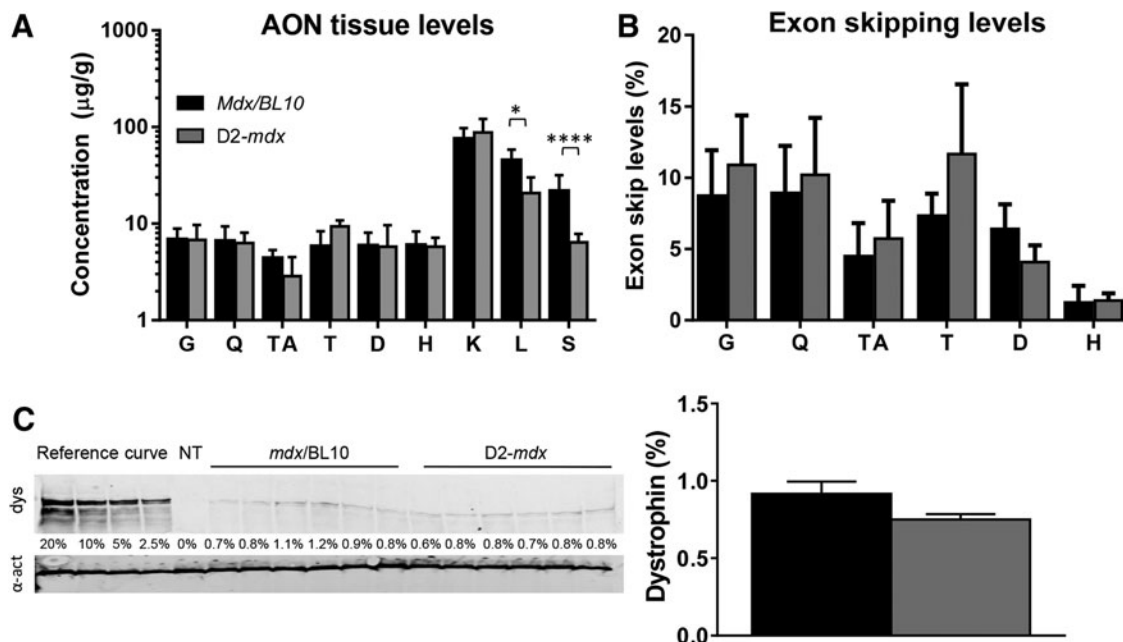 A
AON tissue levels
Concentration (µg/g)
1000
100
10
1
Mdx/BL10
D2-mdx
*
****
G Q TA T D H K L S
B
Exon skipping levels
Exon skip levels (%)
20
15
10
5
0
G Q TA T D H
C
Reference curve NT mdx/BL10 D2-mdx
dys
20% 10% 5% 2.5% 0% 0.7% 0.8% 1.1% 1.2% 0.9% 0.8% 0.6% 0.8% 0.8% 0.7% 0.8% 0.8%
α-act
Dystrophin (%)
1.5
1.0
0.5
0.0